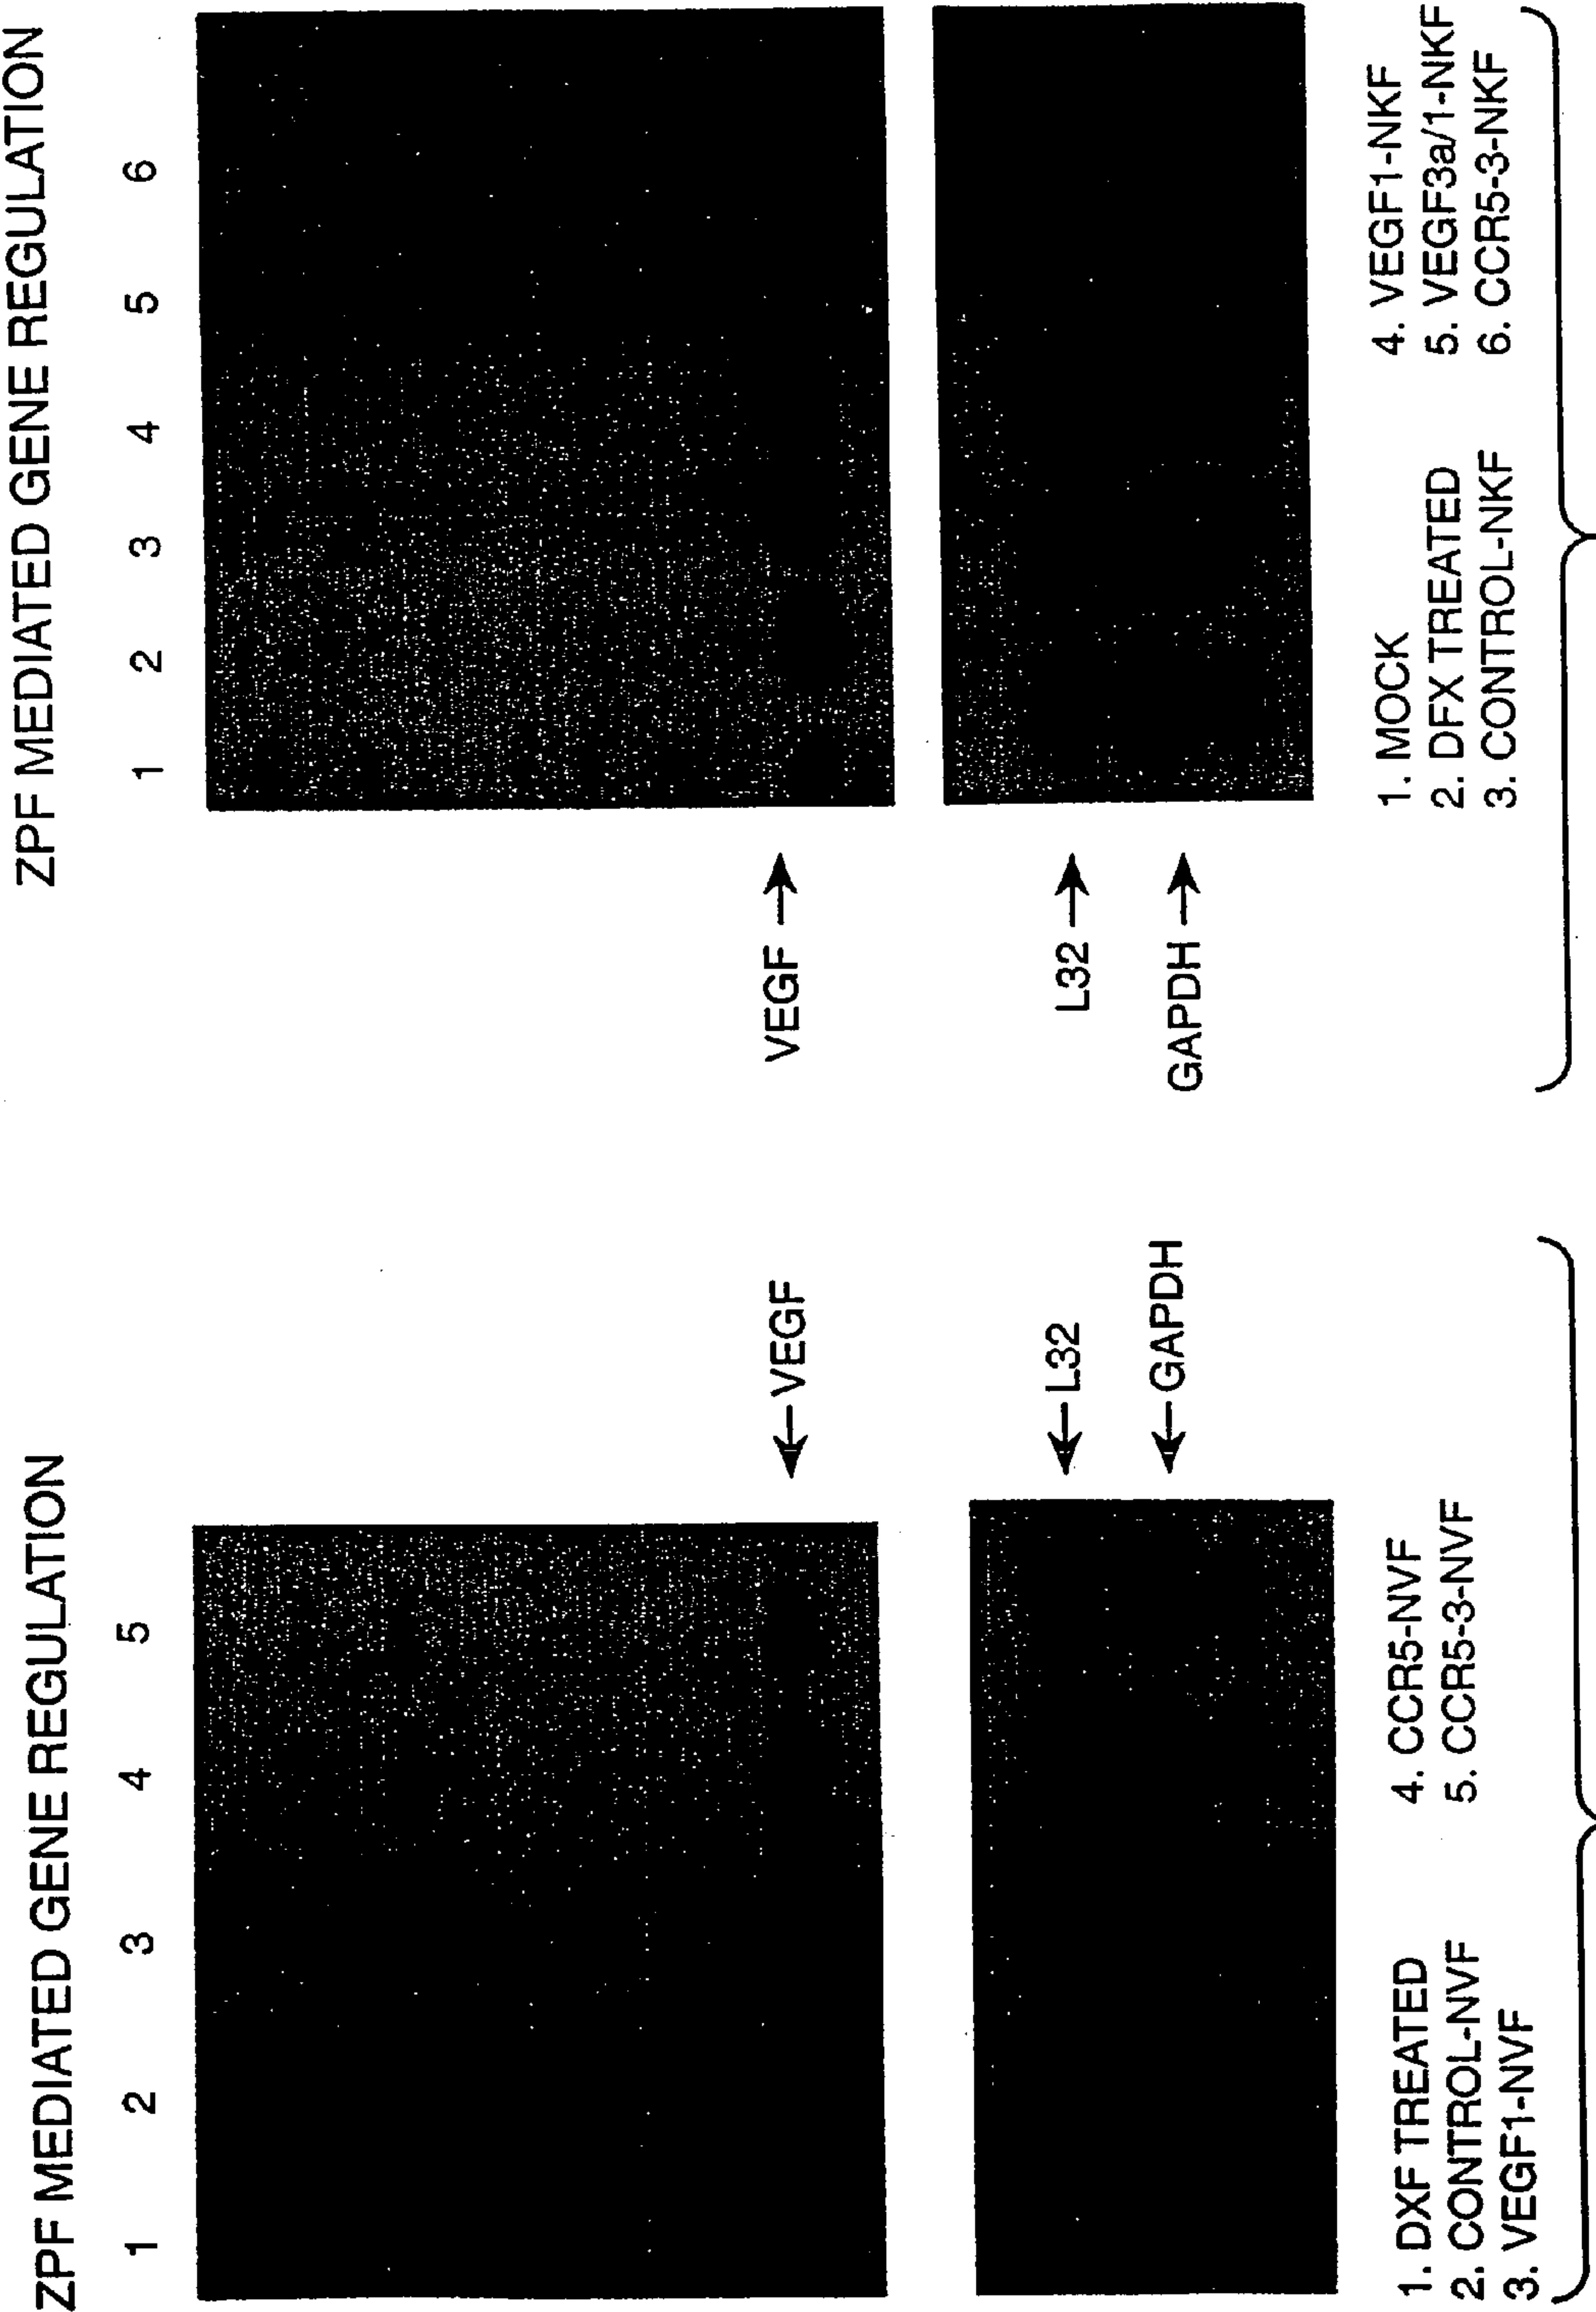 ZPF MEDIATED GENE REGULATION
1 2 3 4 5
← VEGF
← L32
← GAPDH
1. DXF TREATED
2. CONTROL-NVF
3. VEGF1-NVF
4. CCR5-NVF
5. CCR5-3-NVF
ZPF MEDIATED GENE REGULATION
1 2 3 4 5 6
VEGF →
L32 →
GAPDH →
1. MOCK
2. DFX TREATED
3. CONTROL-NKF
4. VEGF1-NKF
5. VEGF3a/1-NKF
6. CCR5-3-NKF